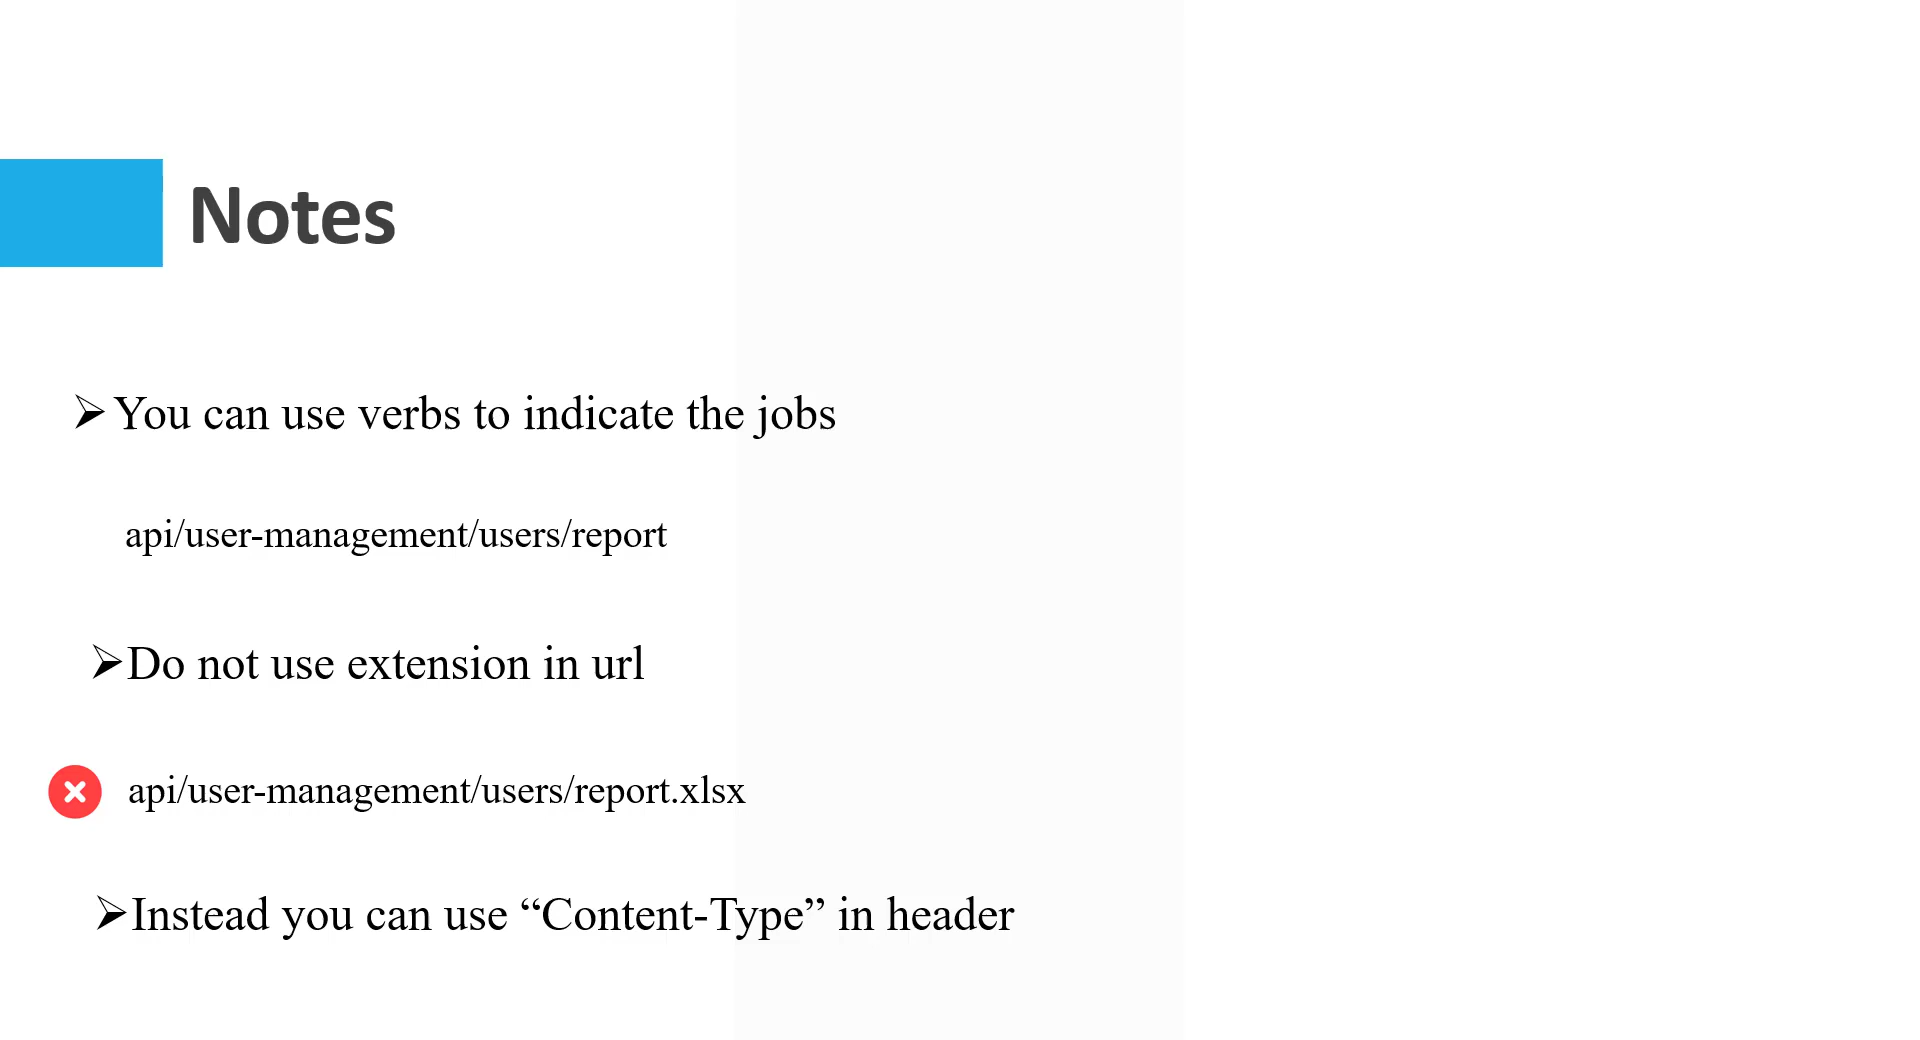 Notes
➢ You can use verbs to indicate the jobs
api/user-management/users/report
➢ Do not use extension in url
api/user-management/users/report.xlsx
➢ Instead you can use “Content-Type” in header